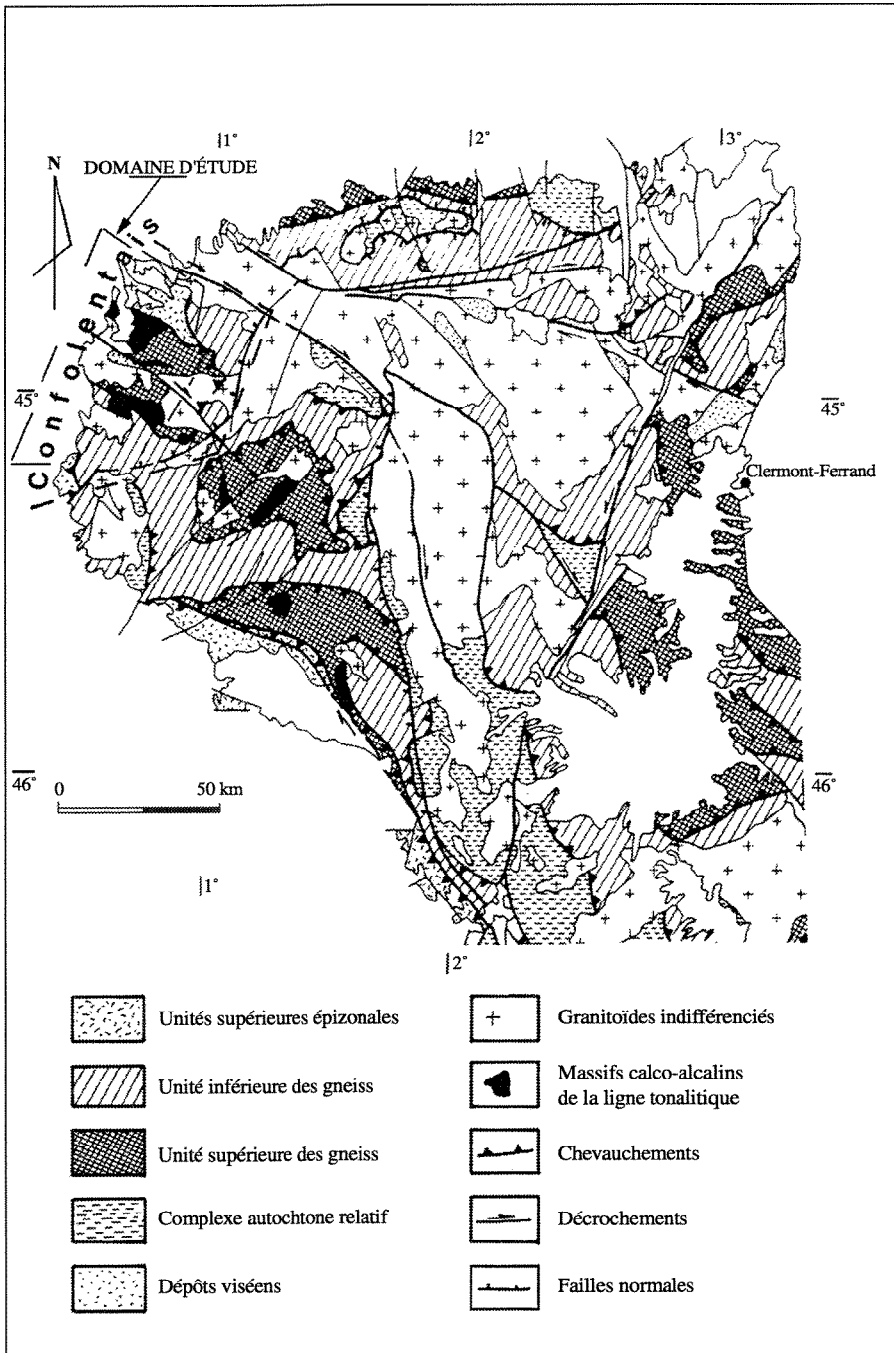 1°
2°
3°
N
DOMAINE D'ÉTUDE
Confolentais
45°
45°
Clermont-Ferrand
46°
0 50 km
46°
1°
2°
Unités supérieures épizonales
Unité inférieure des gneiss
Unité supérieure des gneiss
Complexe autochtone relatif
Dépôts viséens
Granitoïdes indifférenciés
Massifs calco-alcalins
de la ligne tonalitique
Chevauchements
Décrochements
Failles normales